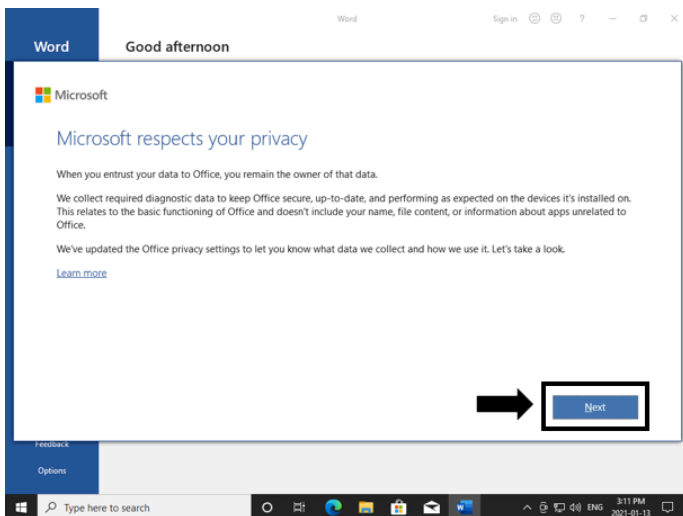 Word
Sign in
?
Word
Good afternoon
Microsoft
Microsoft respects your privacy
When you entrust your data to Office, you remain the owner of that data.
We collect required diagnostic data to keep Office secure, up-to-date, and performing as expected on the devices it's installed on.
This relates to the basic functioning of Office and doesn't include your name, file content, or information about apps unrelated to
Office.
We've updated the Office privacy settings to let you know what data we collect and how we use it. Let's take a look.
Learn more
Next
Feedback
Options
Type here to search
W
ENG
3:11 PM
2021-01-13